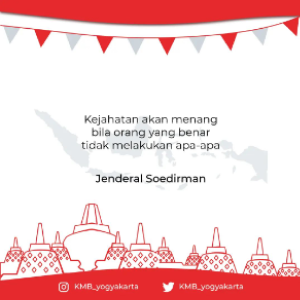 Kejahatan akan menang
bila orang yang benar
tidak melakukan apa-apa
Jenderal Soedirman
KMB_yogyakarta
KMB_yogyakarta